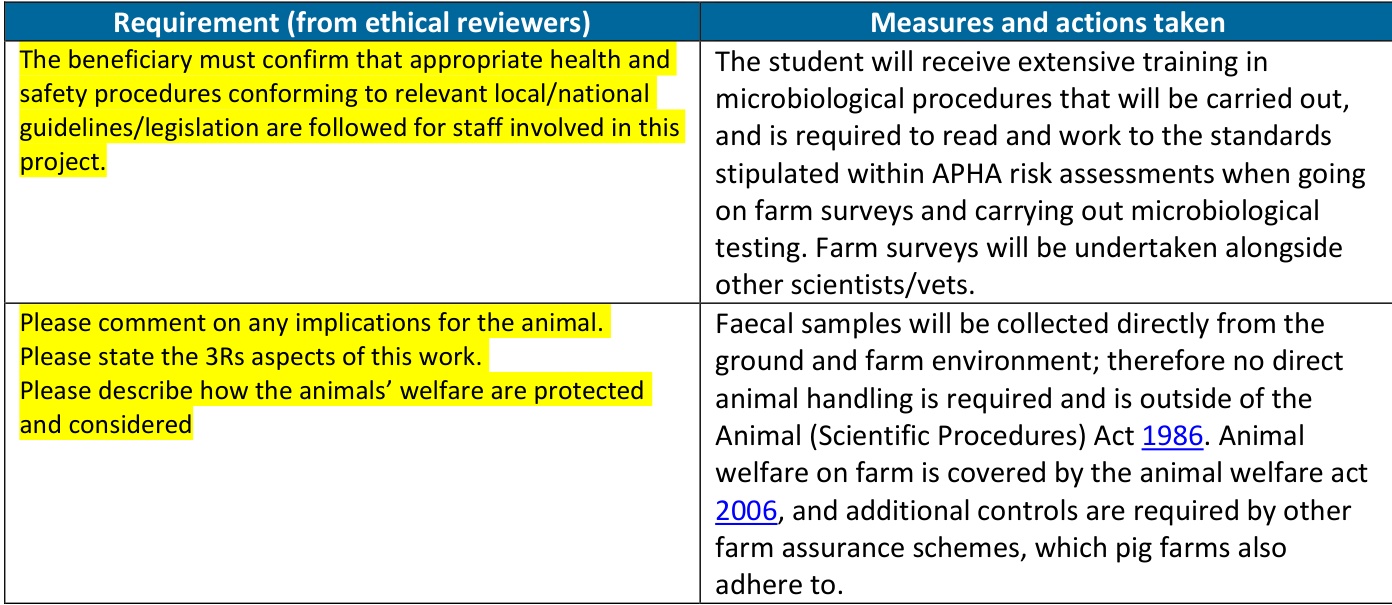 Requirement (from ethical reviewers)
Measures and actions taken
The beneficiary must confirm that appropriate health and
safety procedures conforming to relevant local/national
guidelines/legislation are followed for staff involved in this
project.
The student will receive extensive training in
microbiological procedures that will be carried out,
and is required to read and work to the standards
stipulated within APHA risk assessments when going
on farm surveys and carrying out microbiological
testing. Farm surveys will be undertaken alongside
other scientists/vets.
Please comment on any implications for the animal.
Please state the 3Rs aspects of this work.
Please describe how the animals’ welfare are protected
and considered
Faecal samples will be collected directly from the
ground and farm environment; therefore no direct
animal handling is required and is outside of the
Animal (Scientific Procedures) Act 1986. Animal
welfare on farm is covered by the animal welfare act
2006, and additional controls are required by other
farm assurance schemes, which pig farms also
adhere to.